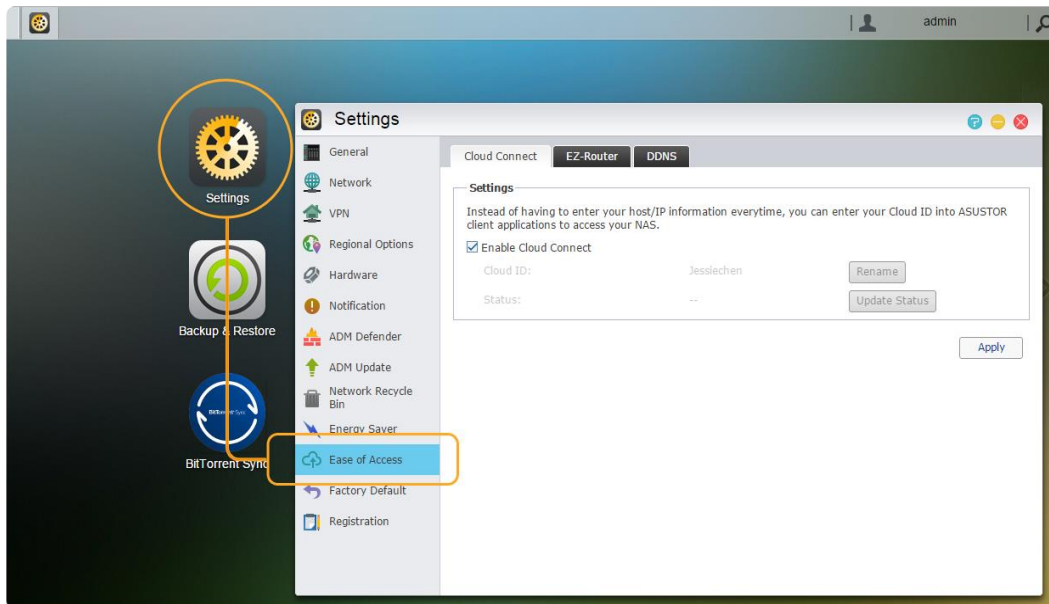 admin
Settings
Backup & Restore
BitTorrent Sync
BitTorrent Sync
Settings
General
Network
VPN
Regional Options
Hardware
Notification
ADM Defender
ADM Update
Network Recycle
Bin
Energy Saver
Ease of Access
Factory Default
Registration
Cloud Connect EZ-Router DDNS
Settings
Instead of having to enter your host/IP information everytime, you can enter your Cloud ID into ASUSTOR
client applications to access your NAS.
Enable Cloud Connect
Cloud ID: Jessiechen Rename
Status: -- Update Status
Apply